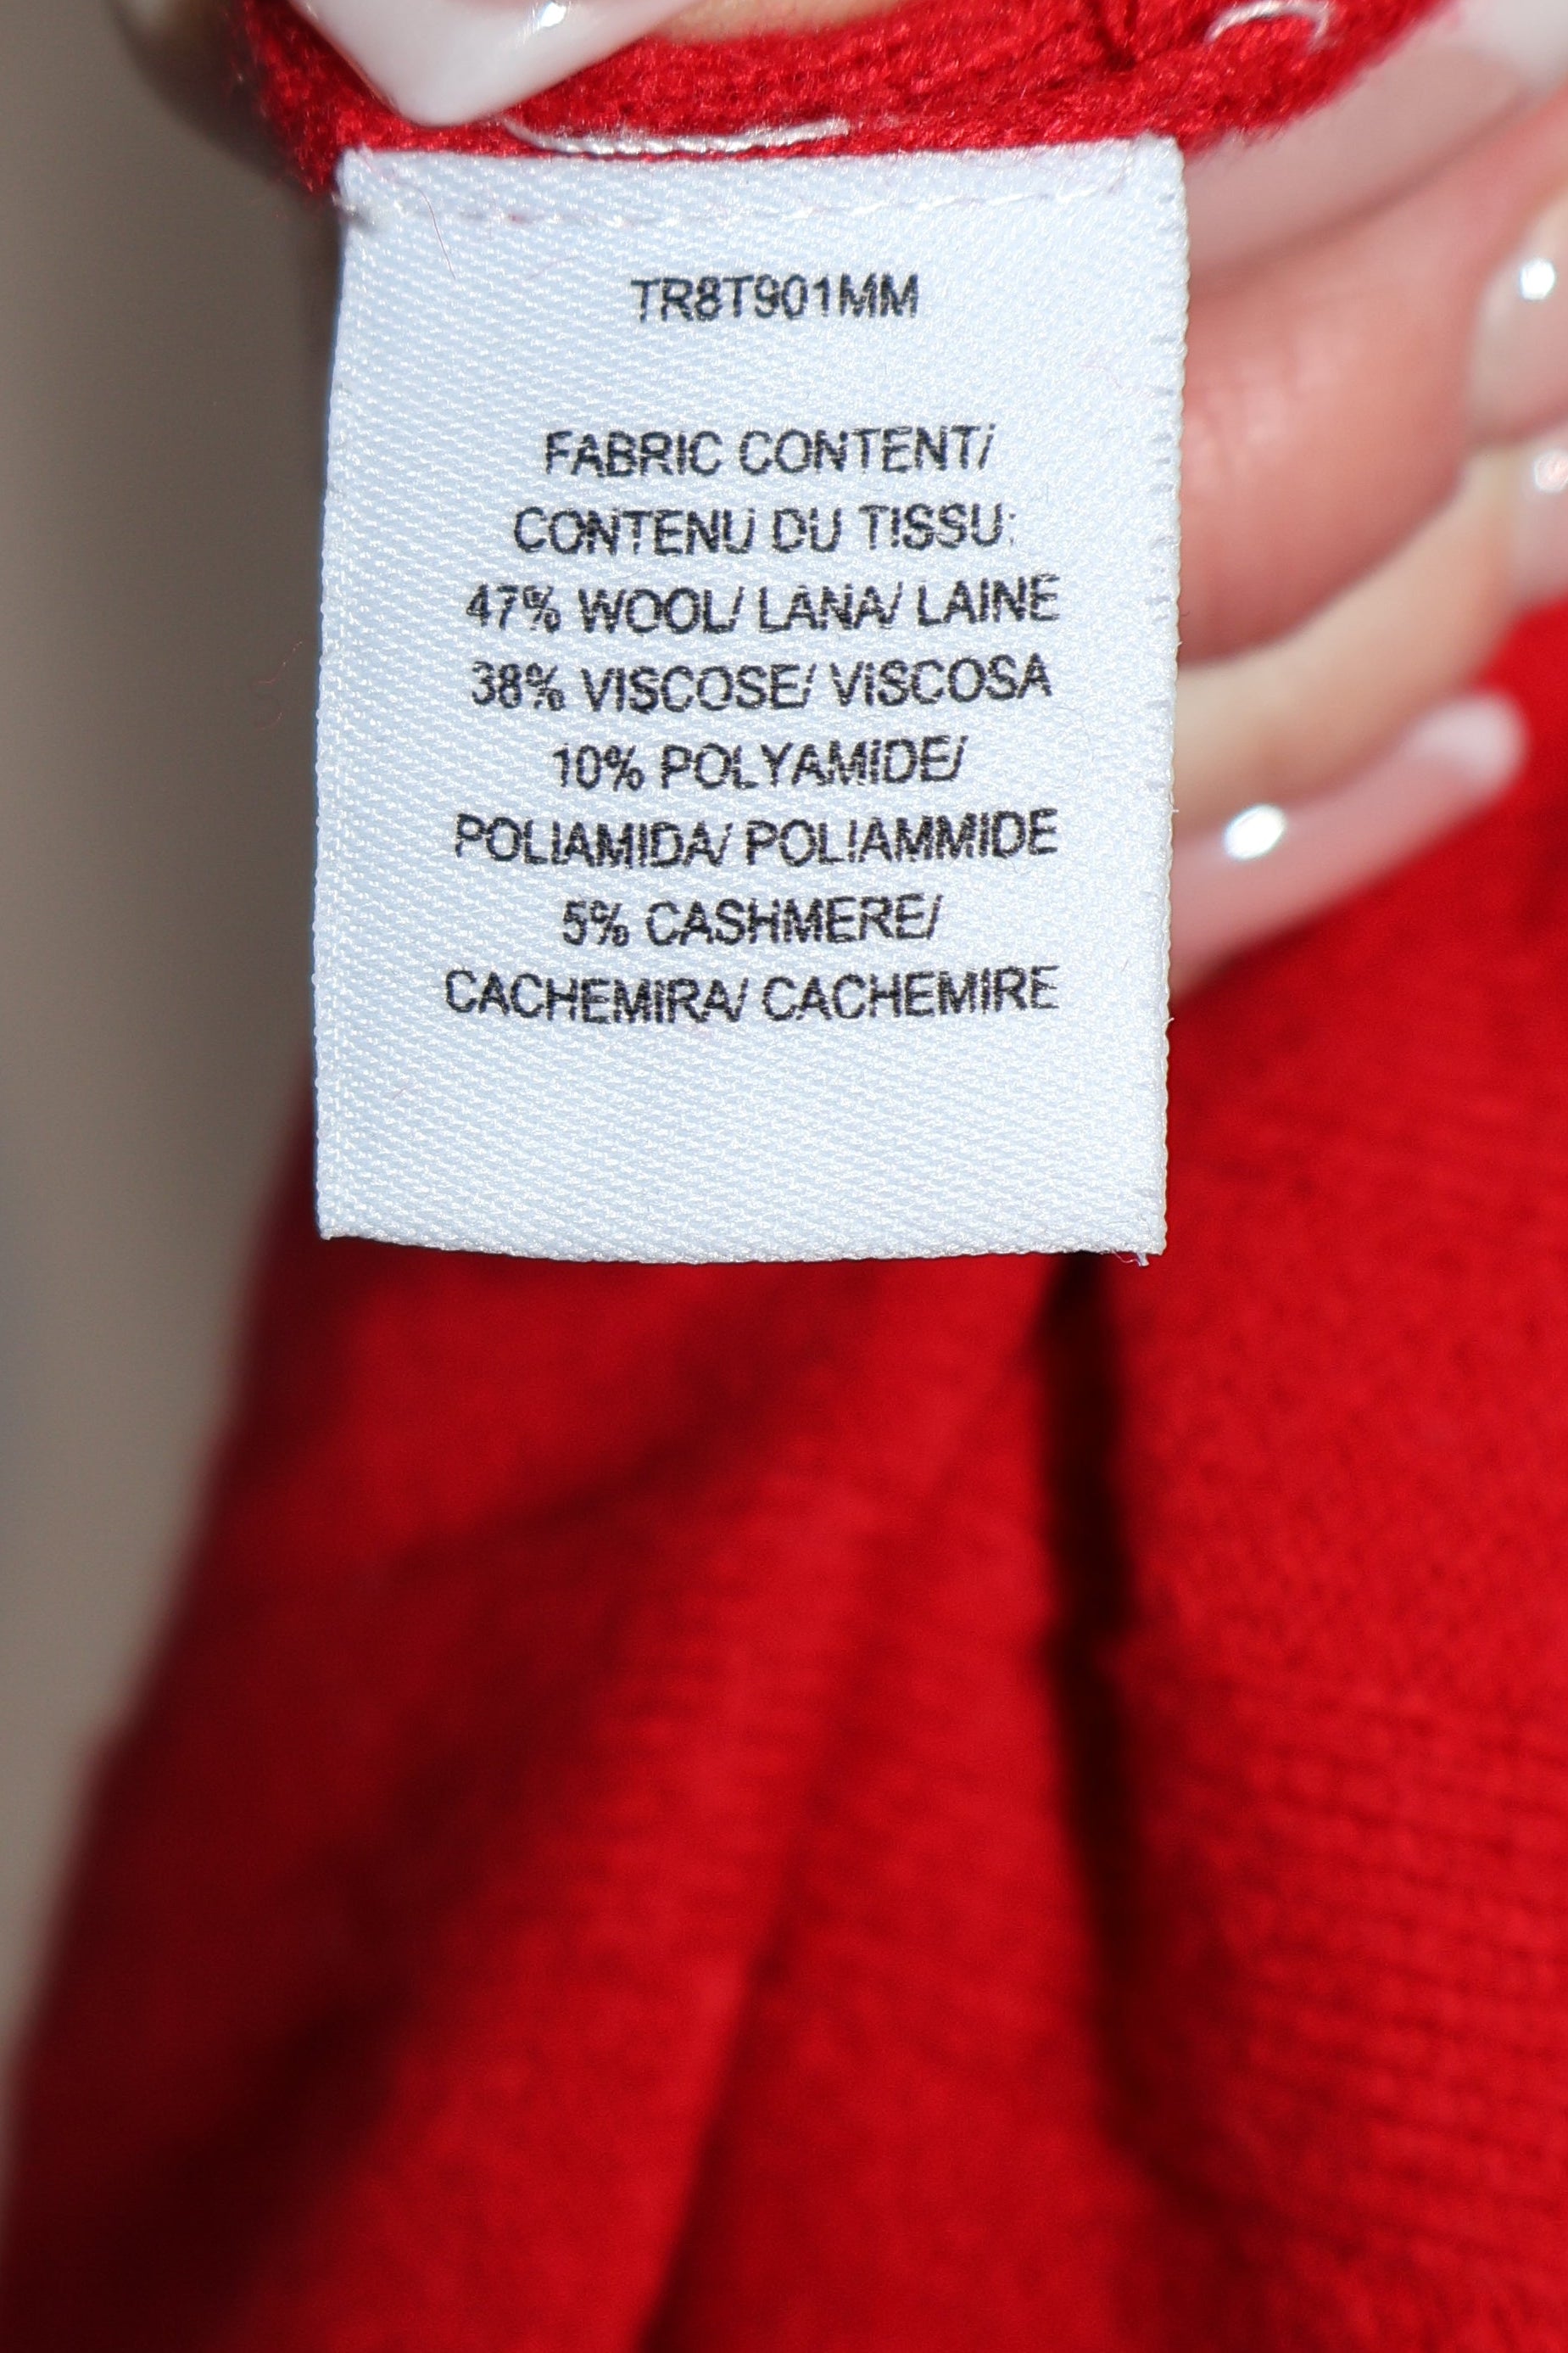 TR8T901MM
FABRIC CONTENT/
CONTENU DU TISSU:
47% WOOL/ LANA/ LAINE
38% VISCOSE/ VISCOSA
10% POLYAMIDE/
POLIAMIDA/ POLIAMMIDE
5% CASHMERE/
CACHEMIRA/ CACHEMIRE